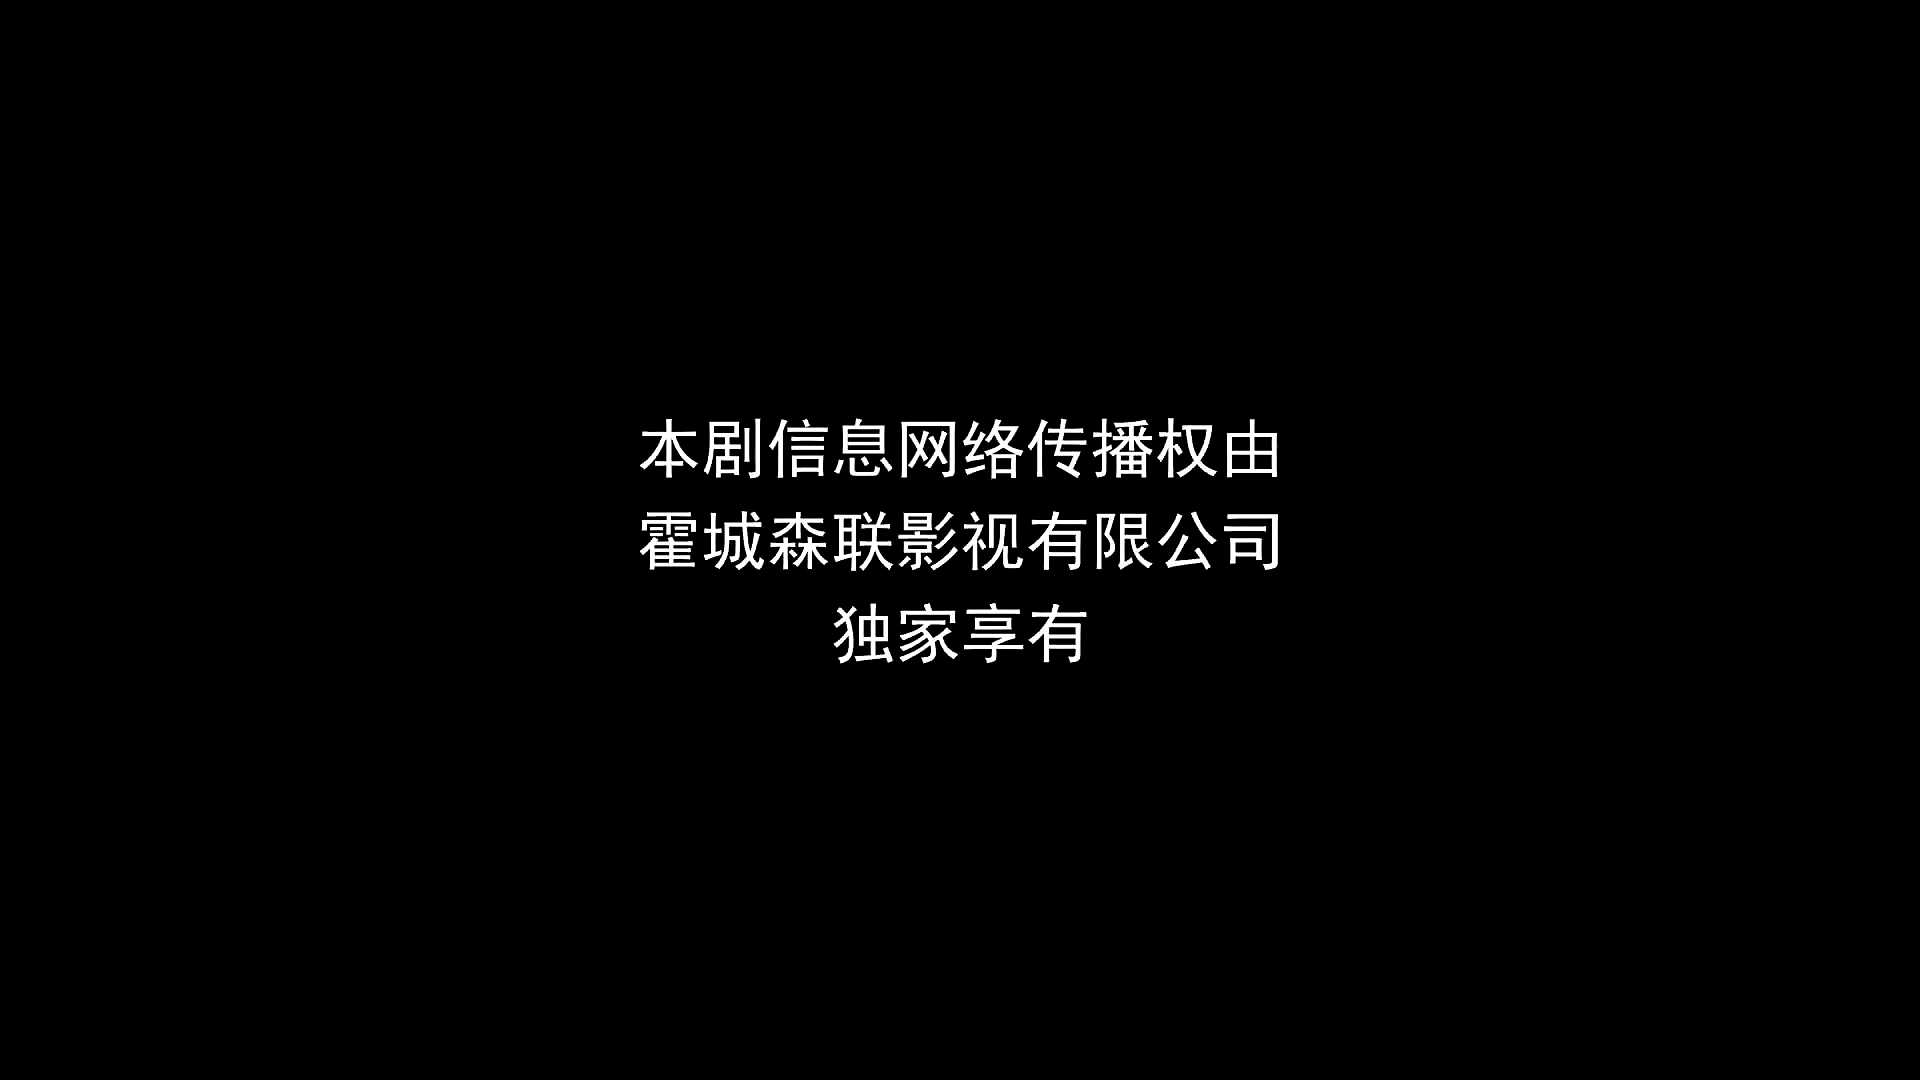 本剧信息网络传播权由
霍城森联影视有限公司
独家享有